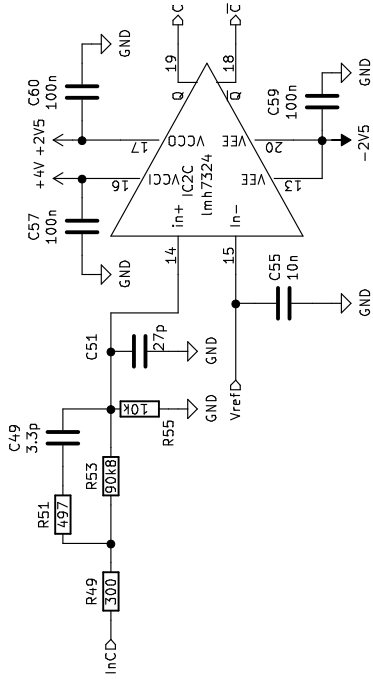 C
C̅
19
18
Q
Q̅
C60
100n
GND
+2V5
17
VCCO
+4V
16
VCCI
C57
100n
GND
IC2C
lmh7324
VEE
20
VEE
13
C59
100n
GND
-2V5
in+
14
In-
15
C55
10n
GND
C51
27p
GND
Vref
C49
3.3p
R51
497
R53
90k8
R55
10k
GND
R49
300
InC